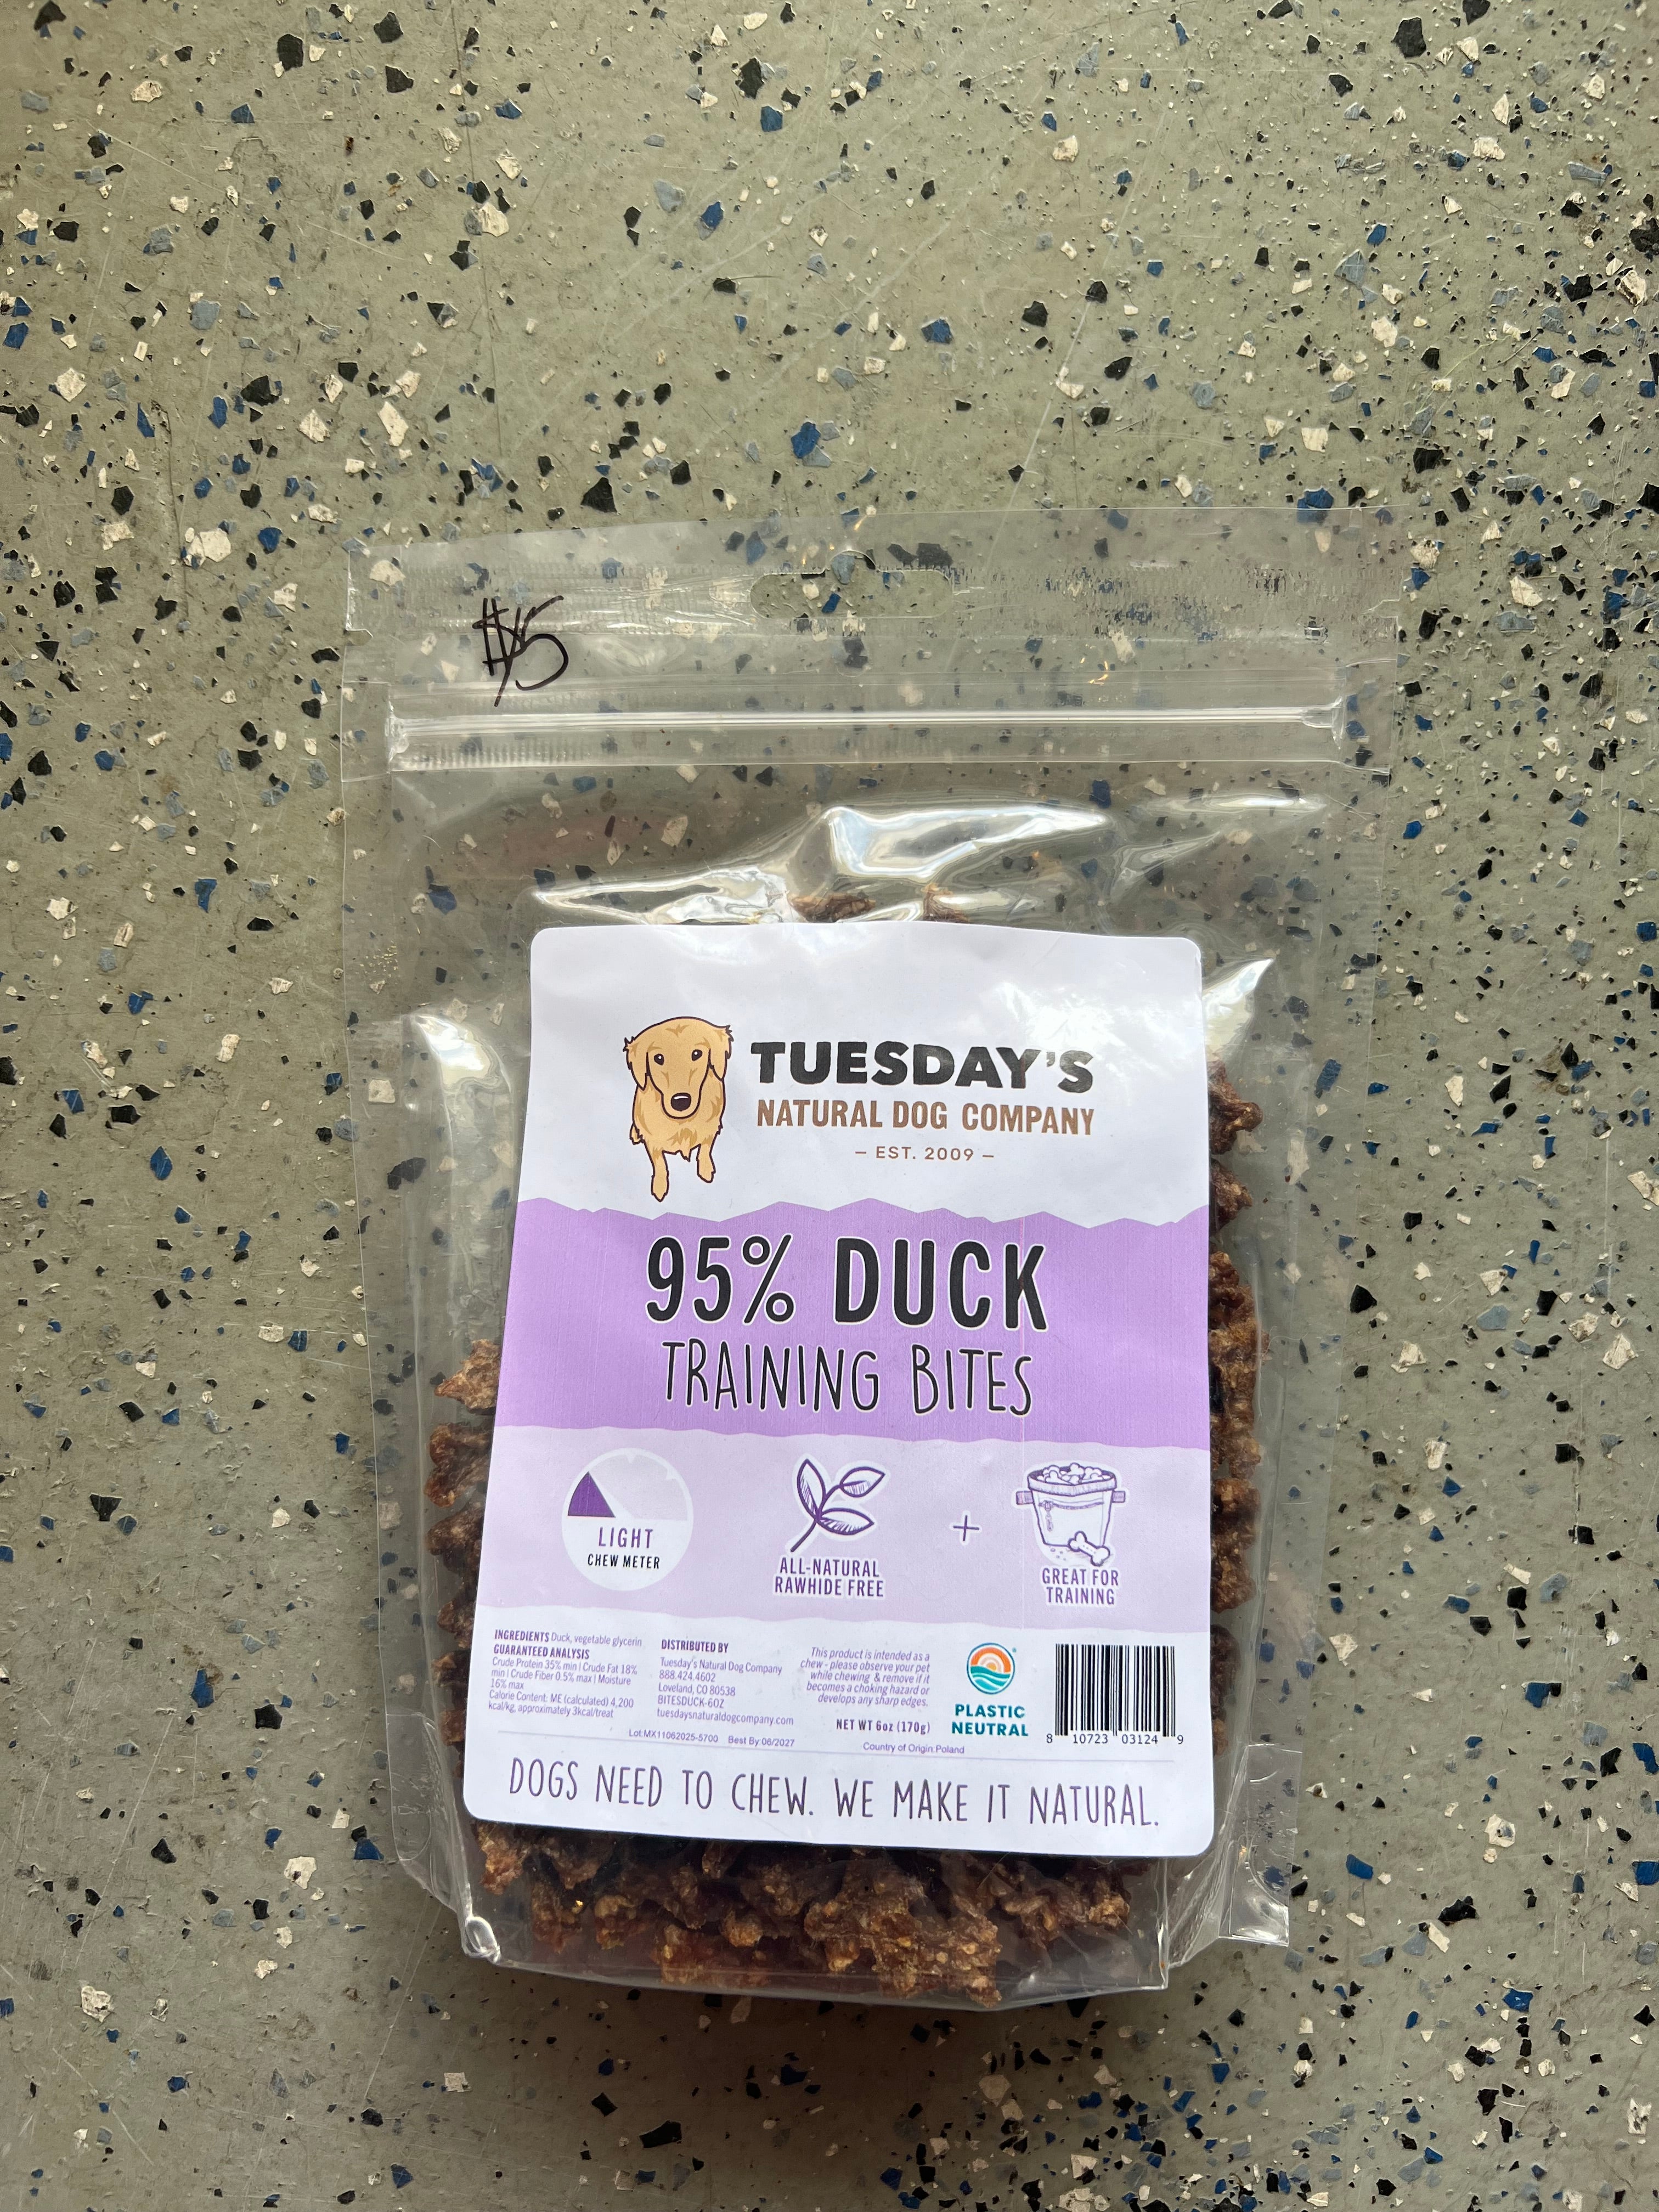 $15
TUESDAY'S
NATURAL DOG COMPANY
– EST. 2009 –
95% DUCK
TRAINING BITES
LIGHT
CHEW METER
ALL-NATURAL
RAWHIDE FREE
+
GREAT FOR
TRAINING
INGREDIENTS Duck, vegetable glycerin
GUARANTEED ANALYSIS
Crude Protein 35% min | Crude Fat 18%
min | Crude Fiber 0.5% max | Moisture
16% max
Calorie Content: ME (calculated) 4,200
kcal/kg, approximately 3kcal/treat
DISTRIBUTED BY
Tuesday's Natural Dog Company
888.424.4602
Loveland, CO 80538
BITESDUCK-6OZ
tuesdaysnaturaldogcompany.com
This product is intended as a
chew - please observe your pet
while chewing & remove if it
becomes a choking hazard or
develops any sharp edges.
NET WT 6oz (170g)
PLASTIC
NEUTRAL
8 10723 03124 9
Lot:MX11062025-5700 Best By:06/2027
Country of Origin:Poland
DOGS NEED TO CHEW. WE MAKE IT NATURAL.